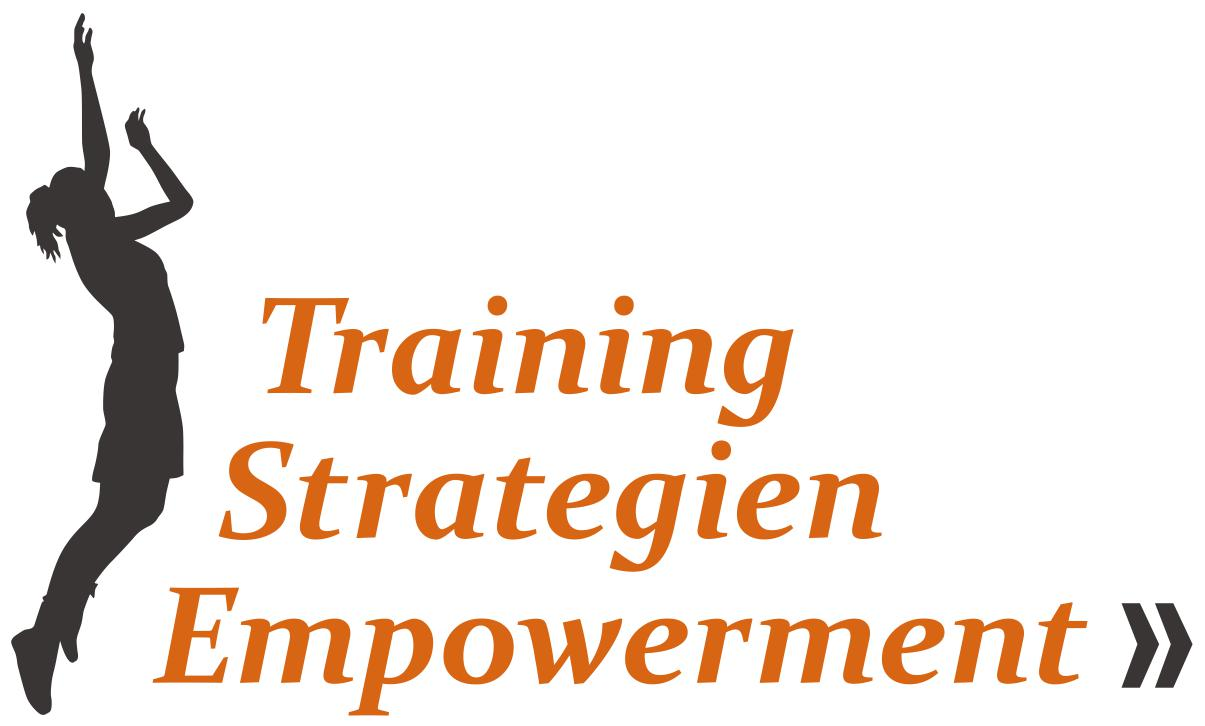 Training
Strategien
Empowerment »